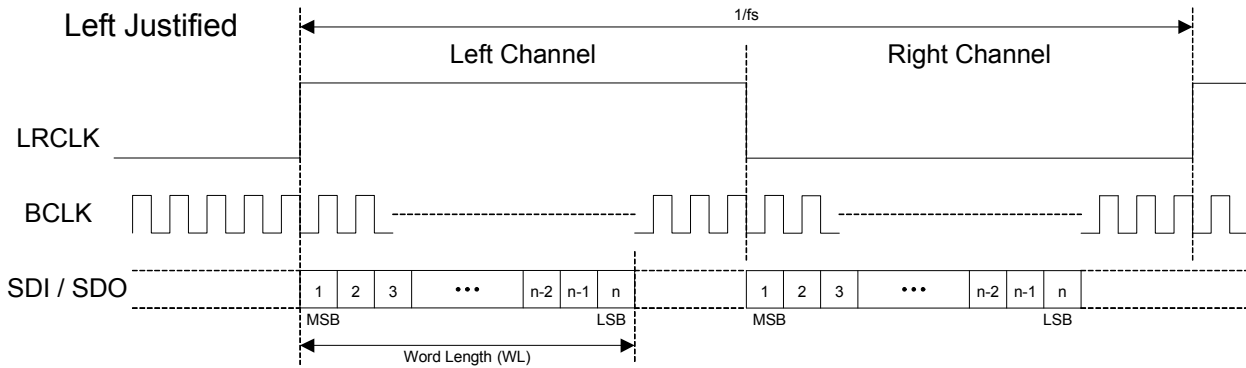 Left Justified
1/fs
Left Channel
Right Channel
LRCLK
BCLK
SDI / SDO
1 2 3 ••• n-2 n-1 n 1 2 3 ••• n-2 n-1 n
MSB LSB MSB LSB
Word Length (WL)